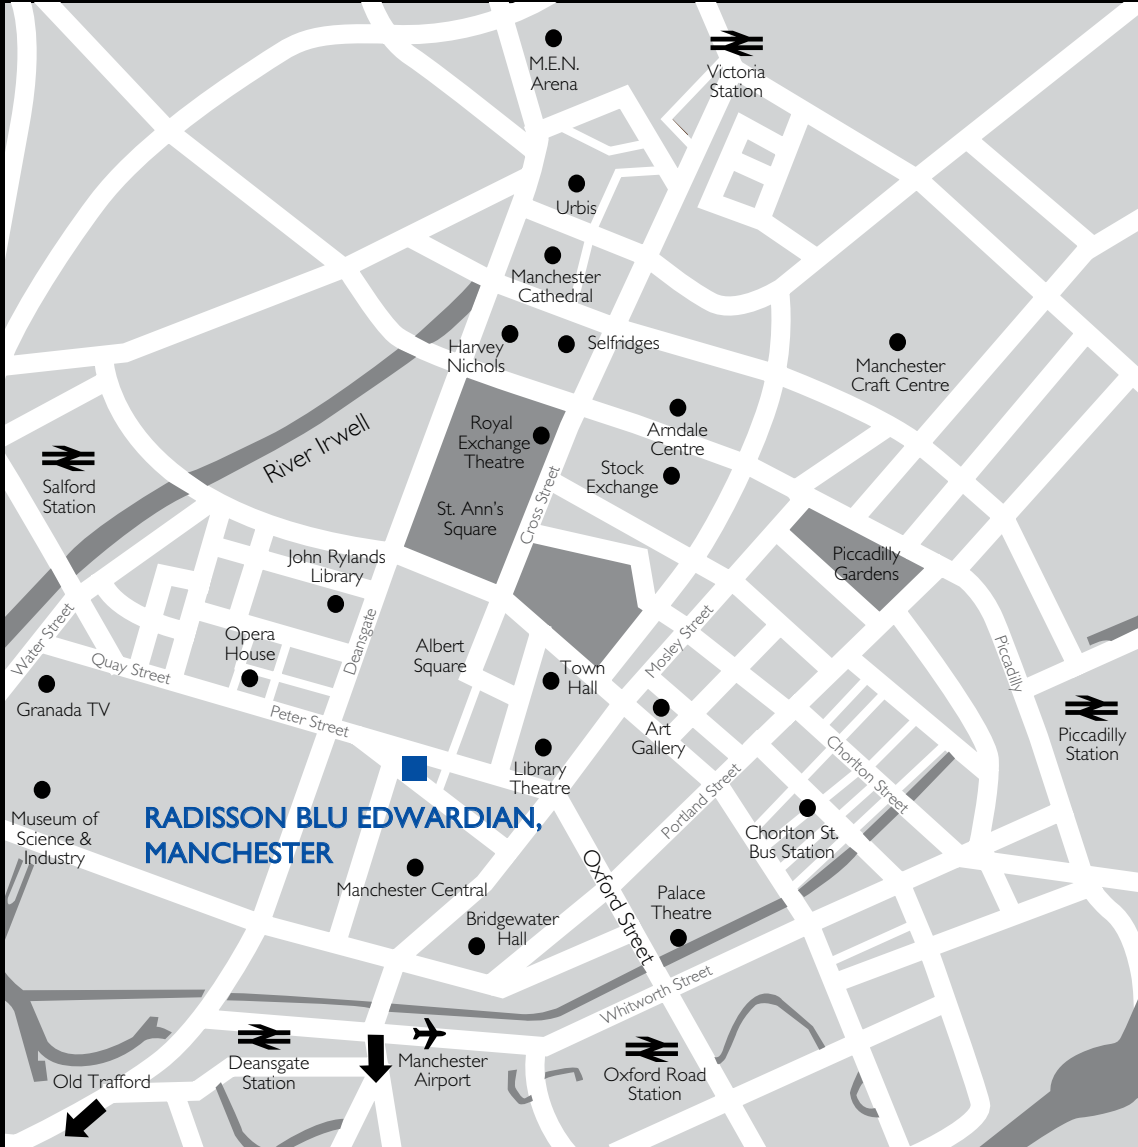 M.E.N.
Arena
Victoria
Station
Urbis
Manchester
Cathedral
Harvey
Nichols
Selfridges
Manchester
Craft Centre
River Irwell
Royal
Exchange
Theatre
Arndale
Centre
Stock
Exchange
Salford
Station
St. Ann's
Square
Cross Street
John Rylands
Library
Piccadilly
Gardens
Water Street
Quay Street
Opera
House
Deansgate
Albert
Square
Town
Hall
Mosley Street
Piccadilly
Granada TV
Peter Street
Art
Gallery
Piccadilly
Station
Library
Theatre
Chorlton Street
Portland Street
Museum of
Science &
Industry
RADISSON BLU EDWARDIAN,
MANCHESTER
Chorlton St.
Bus Station
Manchester Central
Oxford Street
Palace
Theatre
Bridgewater
Hall
Whitworth Street
Deansgate
Station
Manchester
Airport
Oxford Road
Station
Old Trafford